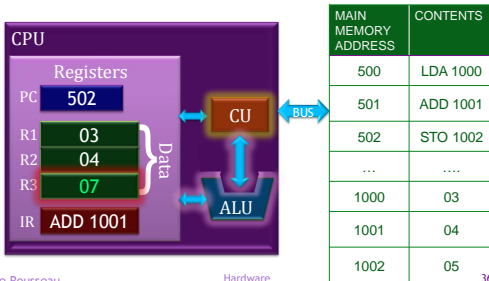 CPU
Registers
PC 502
R1 03
R2 04
R3 07
Data
IR ADD 1001
CU
ALU
BUS
MAIN MEMORY ADDRESS CONTENTS
500 LDA 1000
501 ADD 1001
502 STO 1002
… ....
1000 03
1001 04
1002 05
Hardware